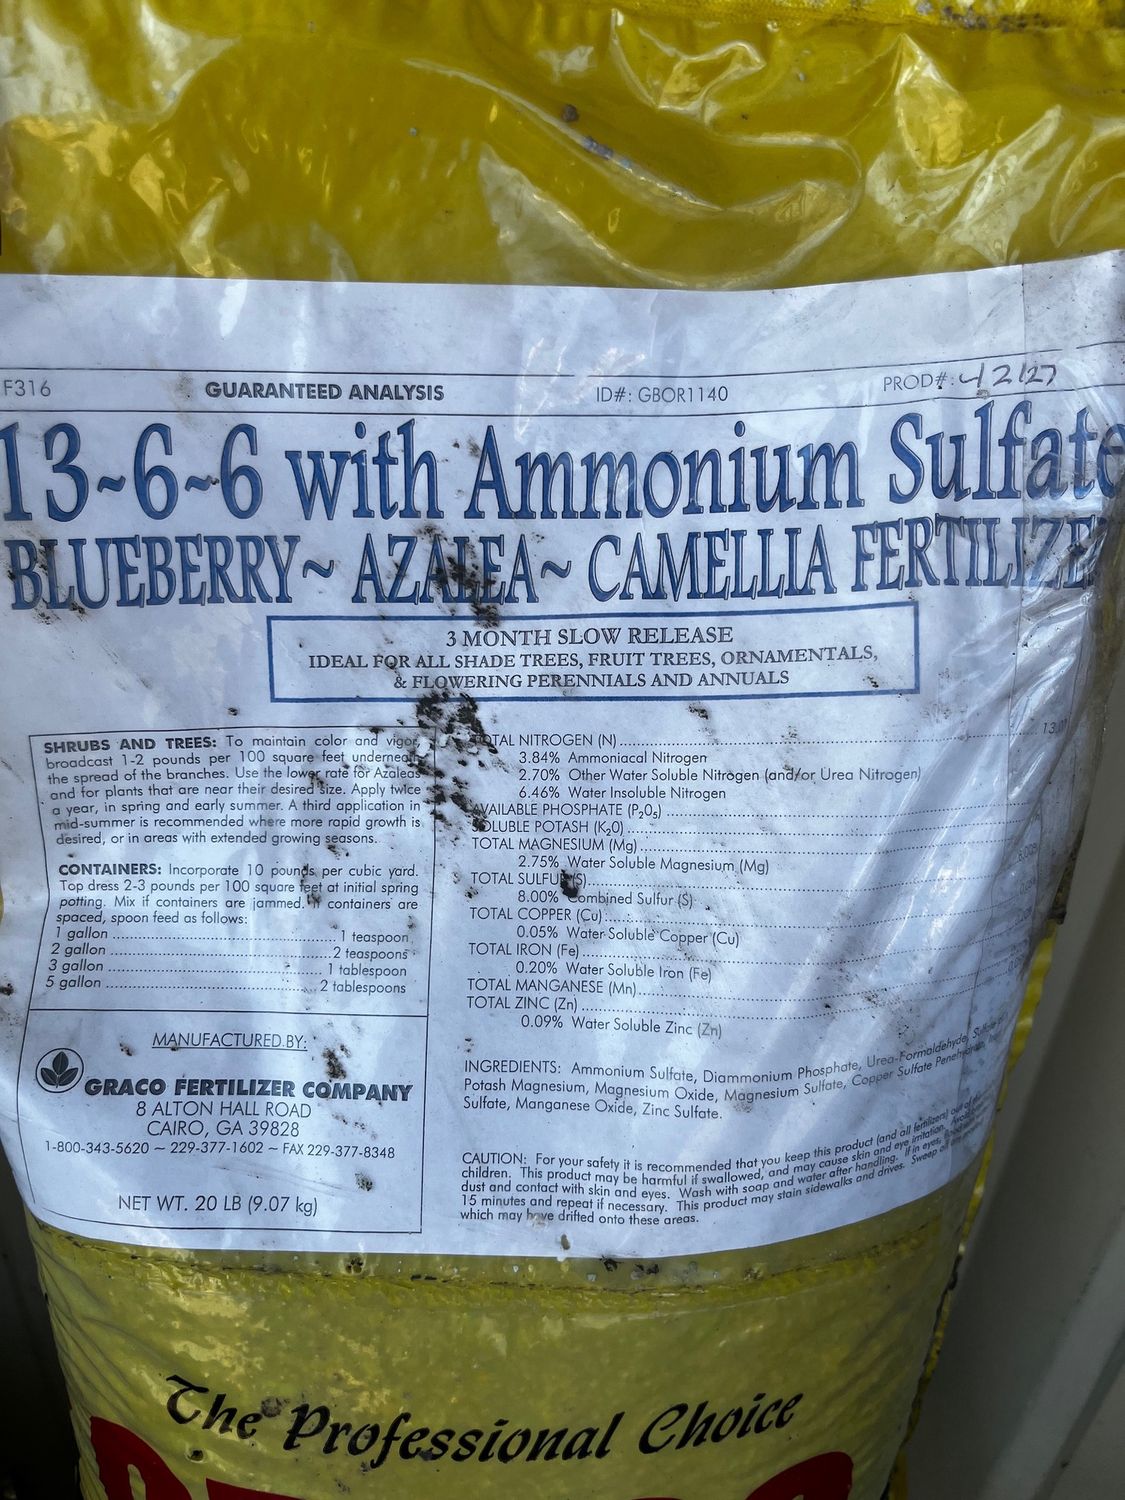 F316 GUARANTEED ANALYSIS ID#: GBOR1140 PROD#: 42127
13~6~6 with Ammonium Sulfate
BLUEBERRY~ AZALEA~ CAMELLIA FERTILIZE
3 MONTH SLOW RELEASE
IDEAL FOR ALL SHADE TREES, FRUIT TREES, ORNAMENTALS,
& FLOWERING PERENNIALS AND ANNUALS
SHRUBS AND TREES: To maintain color and vigor,
broadcast 1-2 pounds per 100 square feet underneath
the spread of the branches. Use the lower rate for Azaleas
and for plants that are near their desired size. Apply twice
a year, in spring and early summer. A third application in
mid-summer is recommended where more rapid growth is
desired, or in areas with extended growing seasons.
CONTAINERS: Incorporate 10 pounds per cubic yard.
Top dress 2-3 pounds per 100 square feet at initial spring
potting. Mix if containers are jammed. If containers are
spaced, spoon feed as follows:
1 gallon ........ 1 teaspoon
2 gallon ........ 2 teaspoons
3 gallon ........ 1 tablespoon
5 gallon ........ 2 tablespoons
MANUFACTURED BY:
GRACO FERTILIZER COMPANY
8 ALTON HALL ROAD
CAIRO, GA 39828
1-800-343-5620 ~ 229-377-1602 ~ FAX 229-377-8348
NET WT. 20 LB (9.07 kg)
TOTAL NITROGEN (N)........
3.84% Ammoniacal Nitrogen
2.70% Other Water Soluble Nitrogen (and/or Urea Nitrogen)
6.46% Water Insoluble Nitrogen
AVAILABLE PHOSPHATE (P₂0₅)........
SOLUBLE POTASH (K₂0)........
TOTAL MAGNESIUM (Mg)........
2.75% Water Soluble Magnesium (Mg)
TOTAL SULFUR (S)........
8.00% Combined Sulfur (S)
TOTAL COPPER (Cu)........
0.05% Water Soluble Copper (Cu)
TOTAL IRON (Fe)........
0.20% Water Soluble Iron (Fe)
TOTAL MANGANESE (Mn)........
TOTAL ZINC (Zn)........
0.09% Water Soluble Zinc (Zn)
INGREDIENTS: Ammonium Sulfate, Diammonium Phosphate, Urea-Formaldehyde,
Potash Magnesium, Magnesium Oxide, Magnesium Sulfate, Copper Sulfate
Sulfate, Manganese Oxide, Zinc Sulfate.
CAUTION: For your safety it is recommended that you keep this product (and all fertilizers) out of
children. This product may be harmful if swallowed, and may cause skin and eye irritation. Avoid
dust and contact with skin and eyes. Wash with soap and water after handling. If in eyes,
15 minutes and repeat if necessary. This product may stain sidewalks and drives. Sweep off
which may have drifted onto these areas.
The Professional Choice